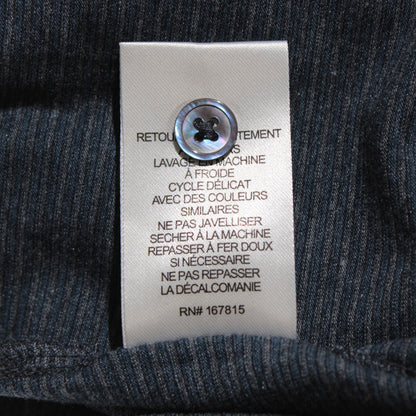 LAVAGE EN MACHINE
À FROIDE
CYCLE DÉLICAT
AVEC DES COULEURS
SIMILAIRES
NE PAS JAVELLISER
SECHER À LA MACHINE
REPASSER À FER DOUX
SI NÉCESSAIRE
NE PAS REPASSER
LA DÉCALCOMANIE
RN# 167815